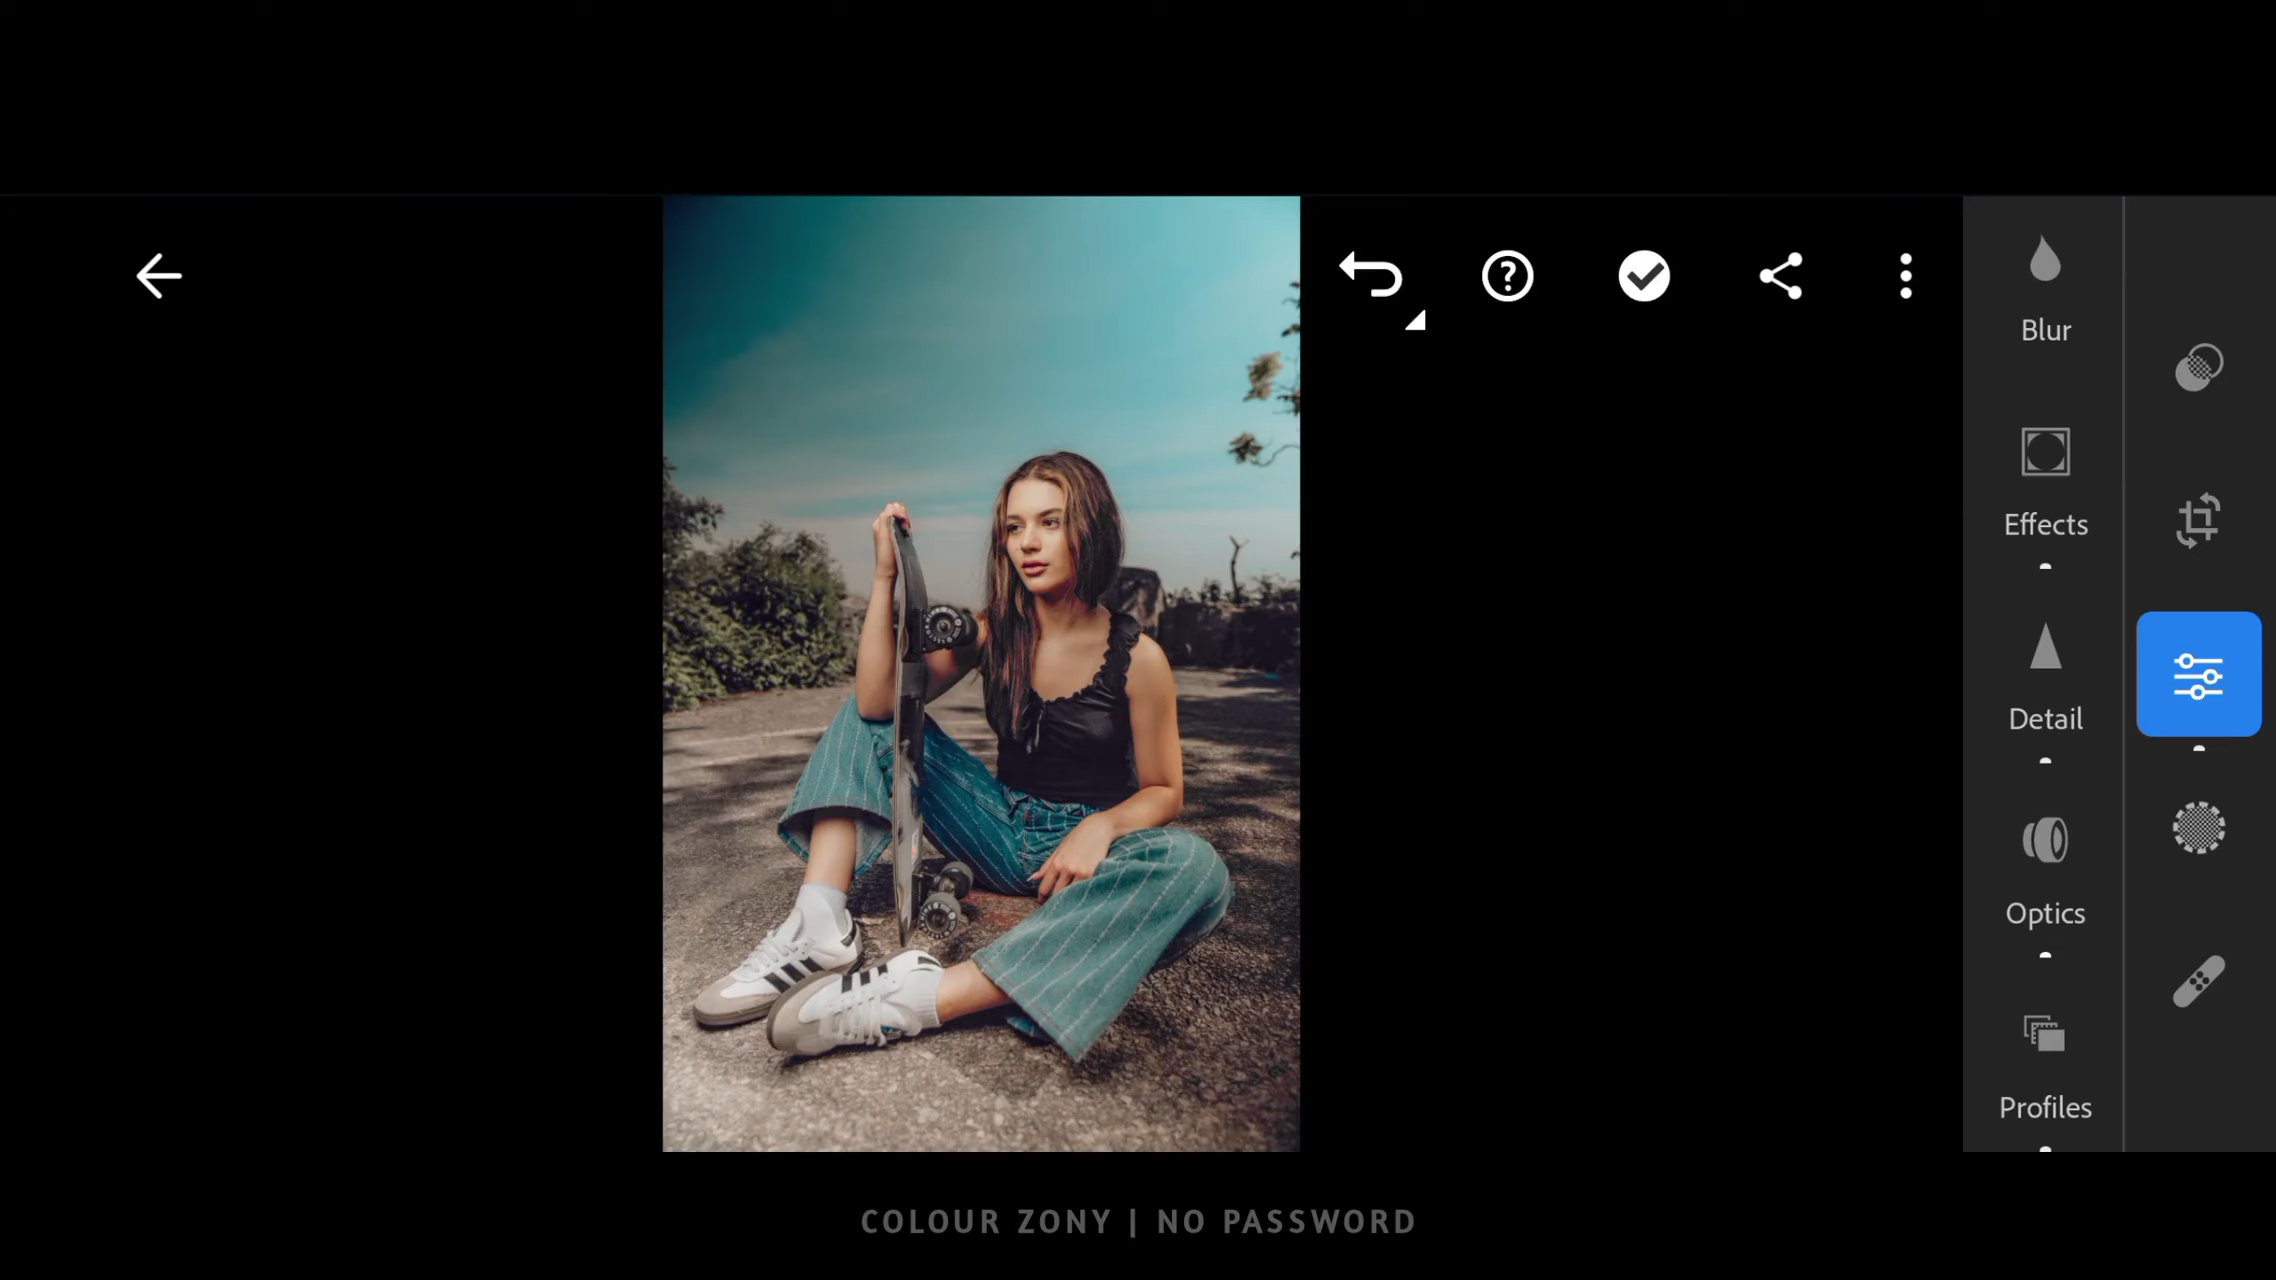 Blur
Effects
Detail
Optics
Profiles
COLOUR ZONY | NO PASSWORD